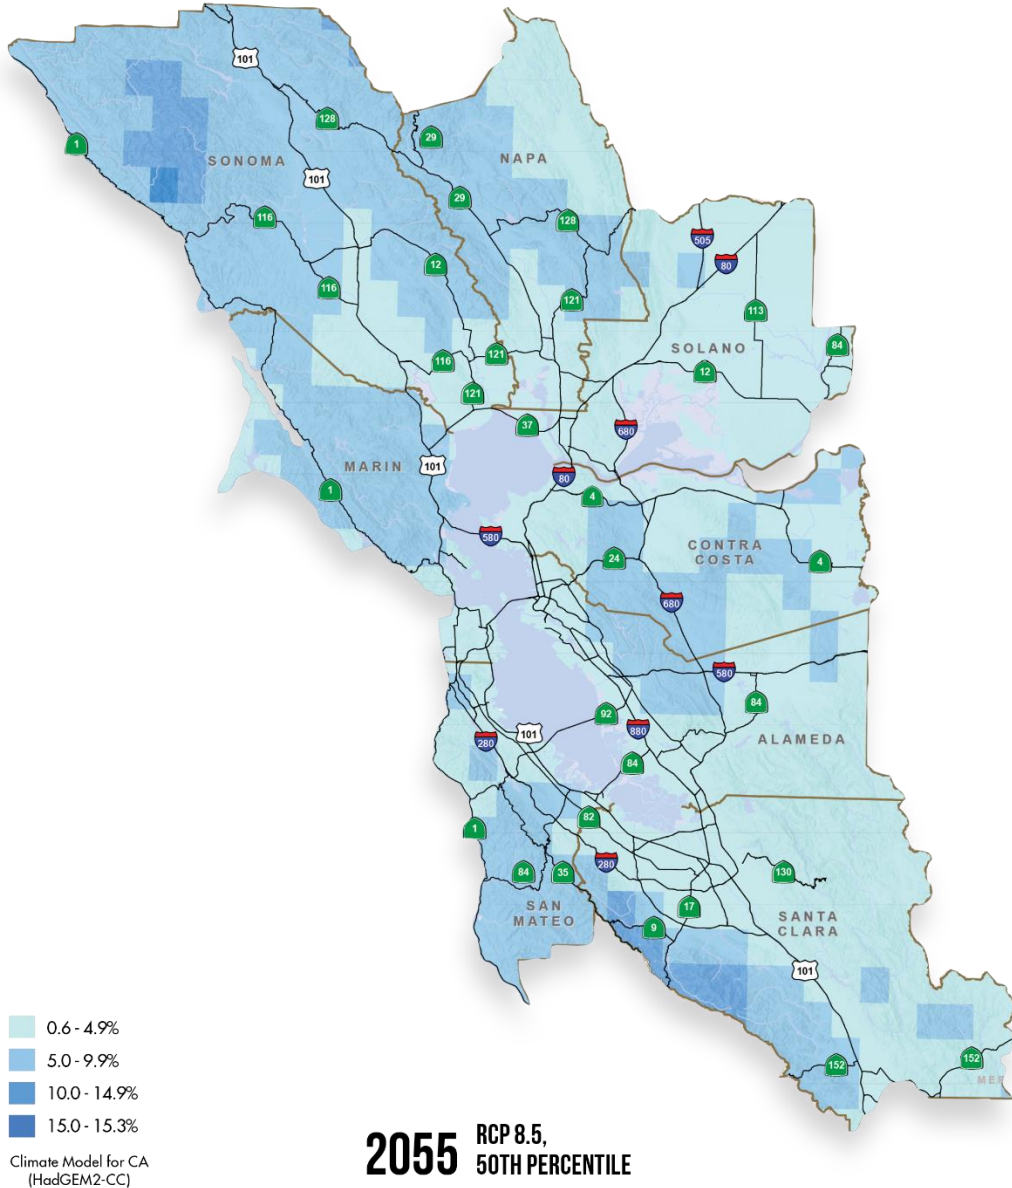 101
128
1
29
SONOMA
NAPA
101
29
116
128
505
80
12
116
121
113
121
116
SOLANO
84
12
121
37
680
MARIN
101
80
1
4
580
CONTRA
COSTA
24
4
680
580
84
92
101
880
280
ALAMEDA
84
82
1
280
84
35
130
17
SAN
MATEO
SANTA
CLARA
9
101
152
152
MER
0.6 - 4.9%
5.0 - 9.9%
10.0 - 14.9%
15.0 - 15.3%
Climate Model for CA
(HadGEM2-CC)
2055
RCP 8.5,
50TH PERCENTILE